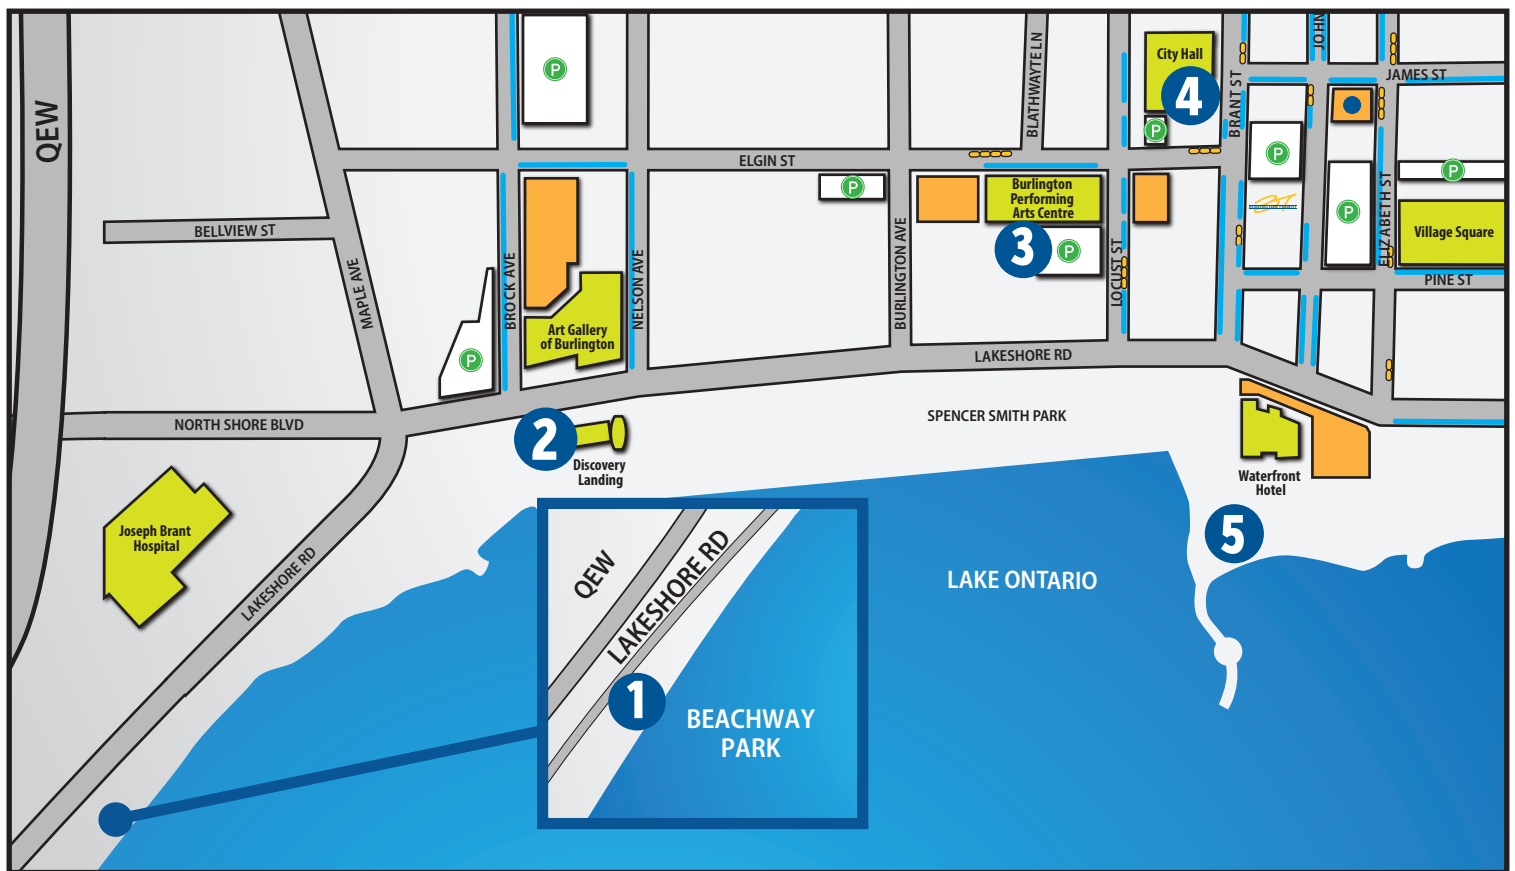 QEW
P
City Hall
4
P
JOHN
JAMES ST
BLATHWAYTE LN
BRANT ST
ELGIN ST
P
P
P
P
Burlington
Performing
Arts Centre
3
P
ELIZABETH ST
Village Square
BELLVIEW ST
MAPLE AVE
BROCK AVE
NELSON AVE
BURLINGTON AVE
LOCUST ST
PINE ST
Art Gallery
of Burlington
P
LAKESHORE RD
NORTH SHORE BLVD
2
Discovery
Landing
SPENCER SMITH PARK
Waterfront
Hotel
Joseph Brant
Hospital
LAKESHORE RD
5
QEW
LAKESHORE RD
LAKE ONTARIO
1
BEACHWAY
PARK